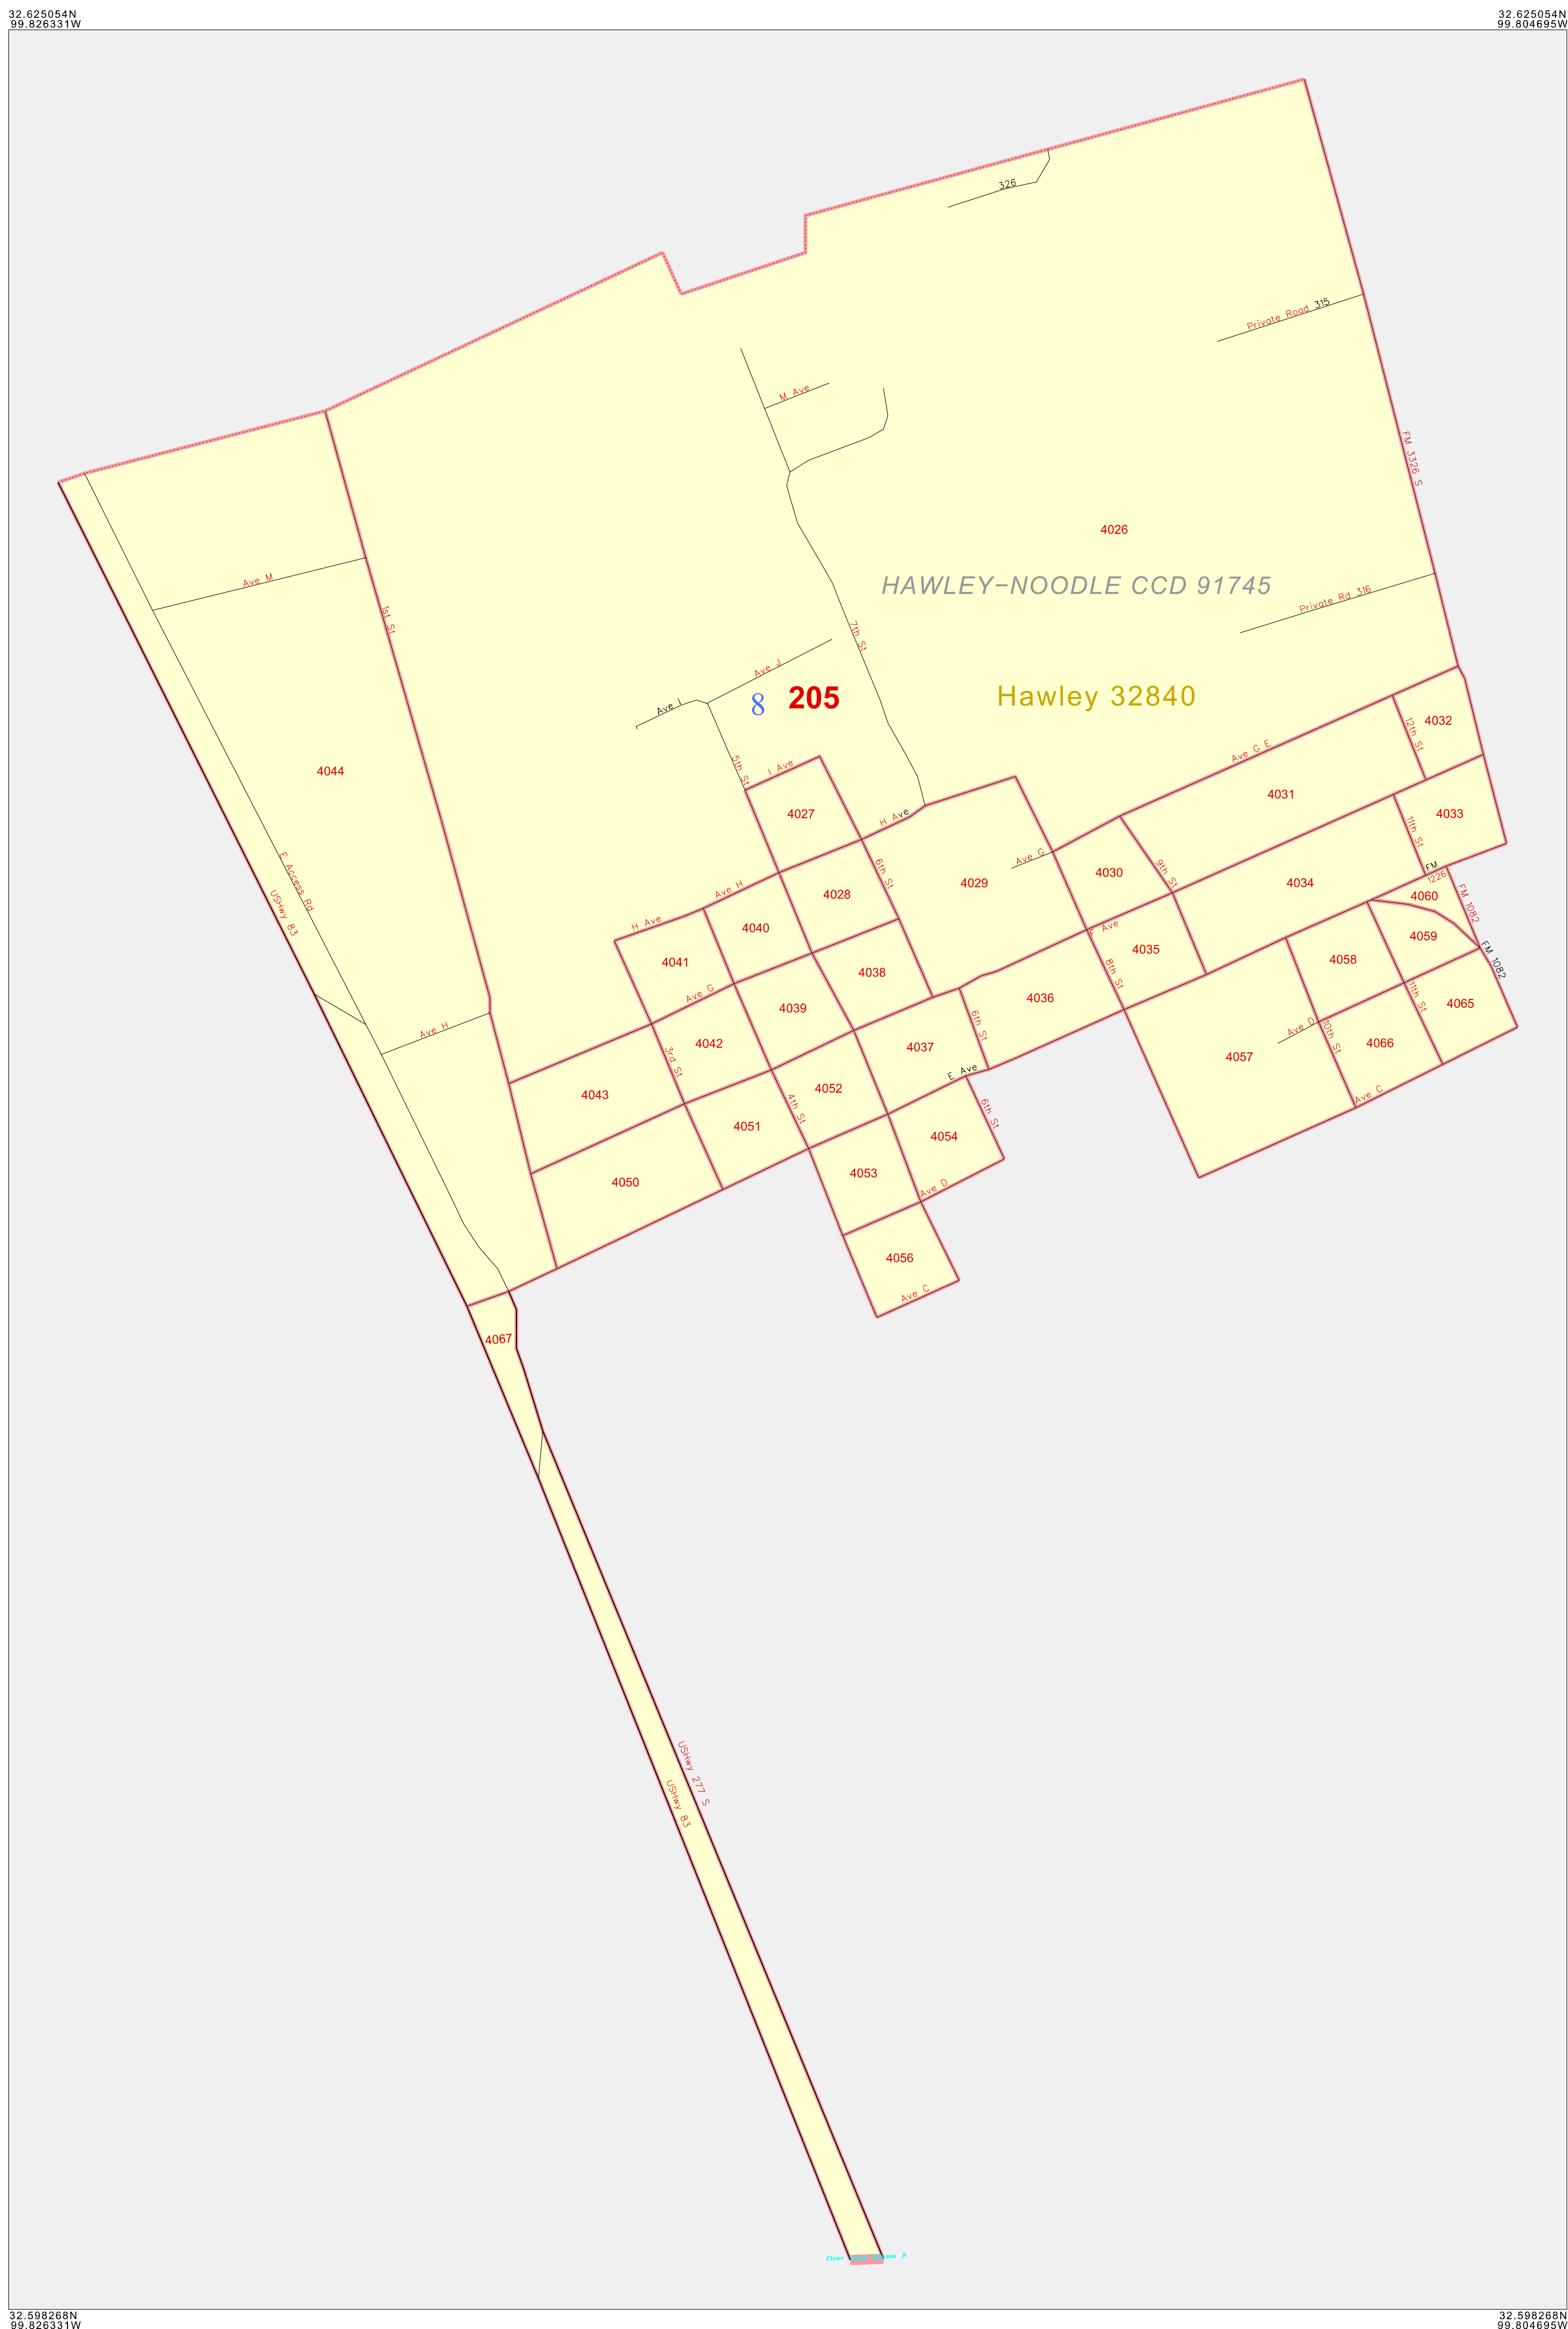 32.625054N
99.826331W
32.625054N
99.804695W
326
Private Road 315
M Ave
FM 3326 S
4026
HAWLEY-NOODLE CCD 91745
Ave M
Private Rd 316
1st St
7th St
Ave J
Hawley 32840
Ave I
8
205
4032
12th St
Ave G E
4044
5th St
I Ave
4031
4027
H Ave
4033
11th St
Ave G
6th St
4030
9th St
FM
1226
E Access Rd
USHwy 83
Ave H
4028
4029
4034
4060
FM 1082
H Ave
4040
F Ave
4059
4041
4035
4058
FM 1082
4038
8th St
Ave G
4036
11th St
4065
4039
6th St
Ave D
10th St
Ave H
4042
4037
4066
4057
3rd St
E Ave
4043
4052
Ave C
4th St
6th St
4051
4054
4053
4050
Ave D
4056
Ave C
4067
USHwy 277 S
USHwy 83
32.598268N
99.826331W
32.598268N
99.804695W